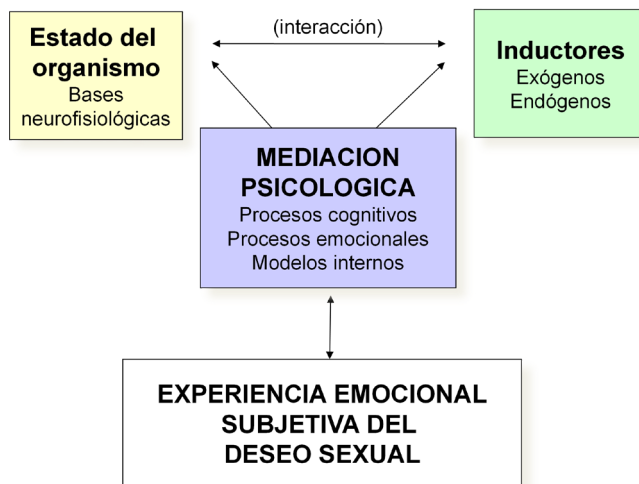 Estado del
organismo
Bases
neurofisiológicas
(interacción)
Inductores
Exógenos
Endógenos
MEDIACION
PSICOLOGICA
Procesos cognitivos
Procesos emocionales
Modelos internos
EXPERIENCIA EMOCIONAL
SUBJETIVA DEL
DESEO SEXUAL